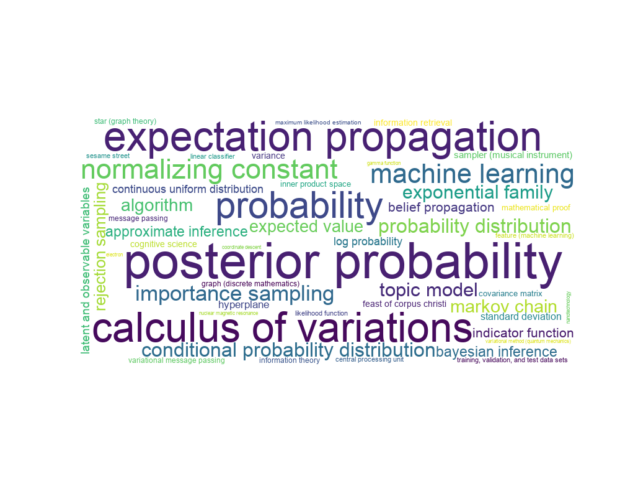 star (graph theory)
maximum likelihood estimation
information retrieval
expectation propagation
sesame street
linear classifier
variance
sampler (musical instrument)
normalizing constant
machine learning
inner product space
continuous uniform distribution
exponential family
latent and observable variables
rejection sampling
algorithm
probability
belief propagation
mathematical proof
message passing
expected value
probability distribution
approximate inference
feature (machine learning)
log probability
cognitive science
coordinate descent
posterior probability
graph (discrete mathematics)
importance sampling
topic model
covariance matrix
hyperplane
feast of corpus christi
markov chain
nuclear magnetic resonance
likelihood function
standard deviation
calculus of variations
indicator function
conditional probability distribution
bayesian inference
variational message passing
information theory
central processing unit
training, validation, and test data sets